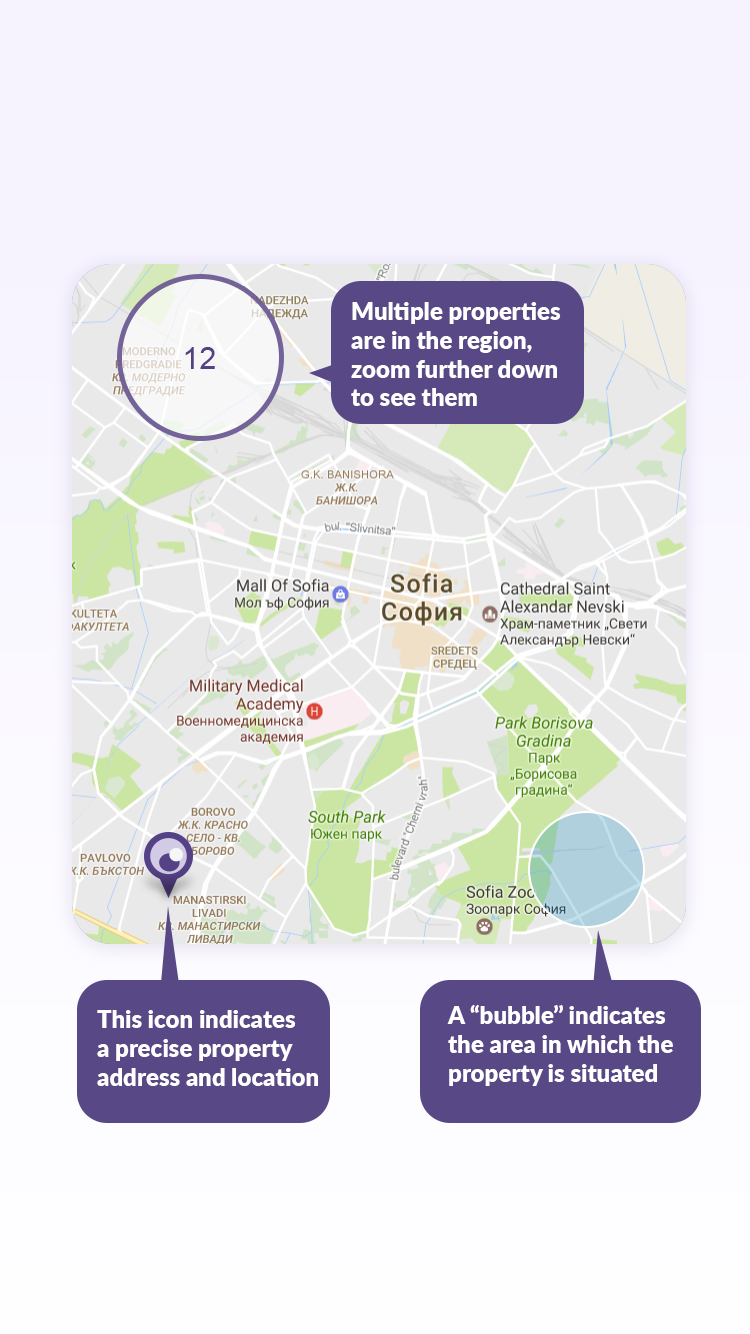 "Ro
NADEZHDA
НАДЕЖДА
Multiple properties
are in the region,
zoom further down
to see them
MODERNO
PREDGRADIE
КВ. МОДЕРНО
ПРЕДГРАДИЕ
12
G.K. BANISHORA
Ж.К.
БАНИШОРА
bul. "Slivnitsa"
Mall Of Sofia
Мол ъф София
Sofia
София
Cathedral Saint
Alexandar Nevski
Храм-паметник „Свети
Александър Невски“
KULTETA
ФАКУЛТЕТА
SREDETS
СРЕДЕЦ
Military Medical
Academy
Военномедицинска
академия
H
Park Borisova
Gradina
Парк
„Борисова
градина“
South Park
Южен парк
bulevard "Cherni vrah"
BOROVO
Ж.К. КРАСНО
СЕЛО - КВ.
БОРОВО
PAVLOVO
Ж.К. БЪКСТОН
MANASTIRSKI
LIVADI
КВ. МАНАСТИРСКИ
ЛИВАДИ
Sofia Zoo
Зоопарк София
This icon indicates
a precise property
address and location
A “bubble” indicates
the area in which the
property is situated